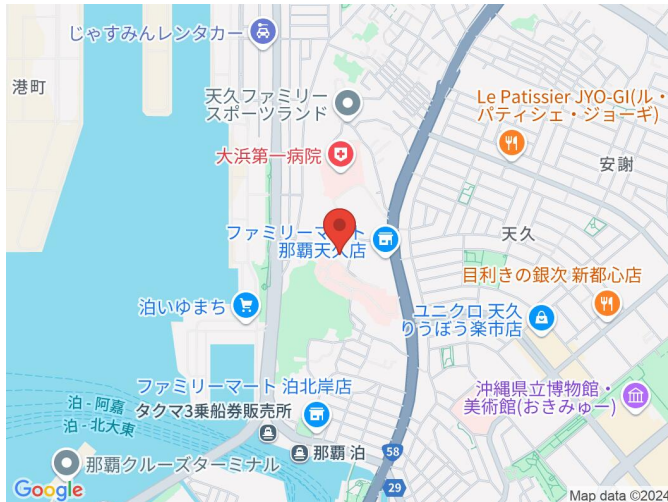 じゃすみんレンタカー
港町
天久ファミリー
スポーツランド
Le Patissier JYO-GI(ル・
パティシェ・ジョーギ)
大浜第一病院
安謝
ファミリーマート
那覇天久店
天久
目利きの銀次 新都心店
泊いゆまち
ユニクロ 天久
りうぼう楽市店
ファミリーマート 泊北岸店
沖縄県立博物館・
美術館(おきみゅー)
泊 - 阿嘉
タクマ3乗船券販売所
泊 - 北大東
那覇 泊
58
那覇クルーズターミナル
29
Google
Map data ©2024